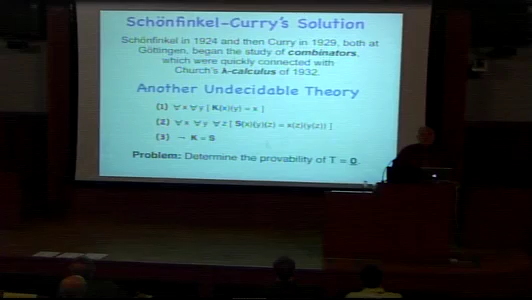 Schönfinkel-Curry's Solution
Schönfinkel in 1924 and then Curry in 1929, both at
Göttingen, began the study of combinators,
which were quickly connected with
Church's λ-calculus of 1932.
Another Undecidable Theory
(1) ∀x ∀y [ K(x)(y) = x ]
(2) ∀x ∀y ∀z [ S(x)(y)(z) = x(z)(y(z)) ]
(3) ¬ K = S
Problem: Determine the provability of T = 0.